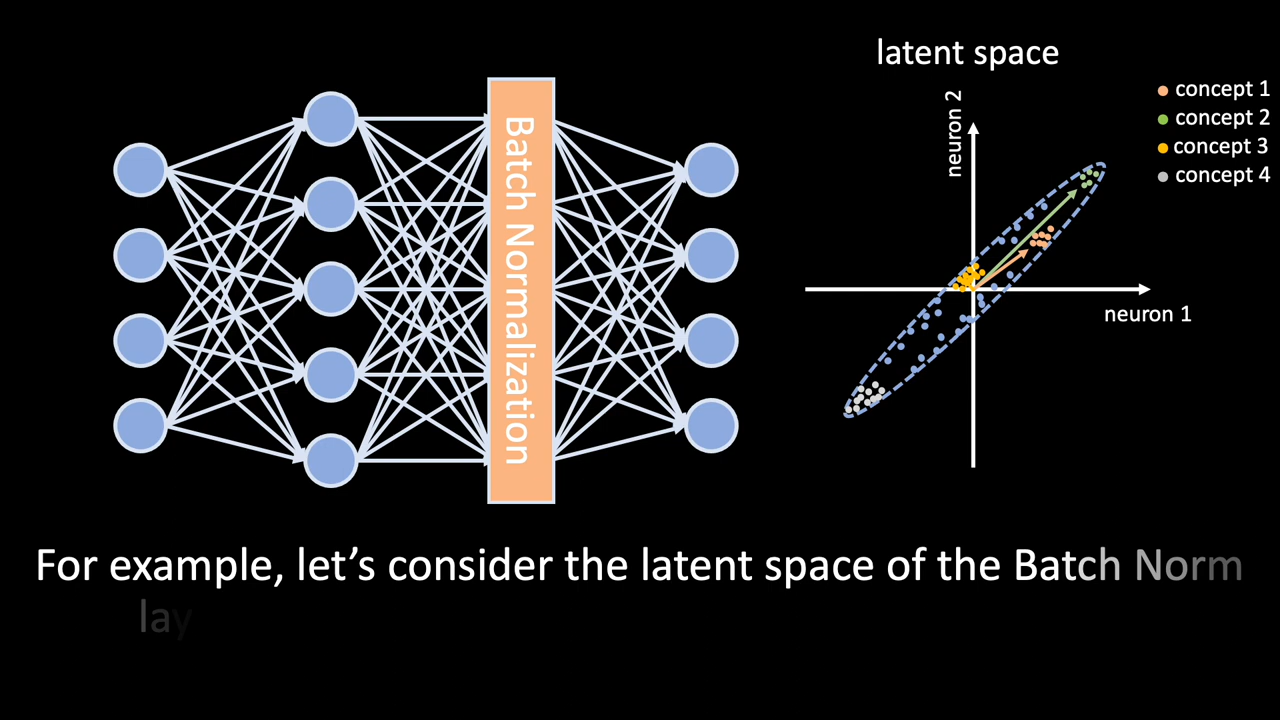 latent space
neuron 2
concept 1
concept 2
concept 3
concept 4
neuron 1
Batch Normalization
For example, let's consider the latent space of the Batch Norm
lay